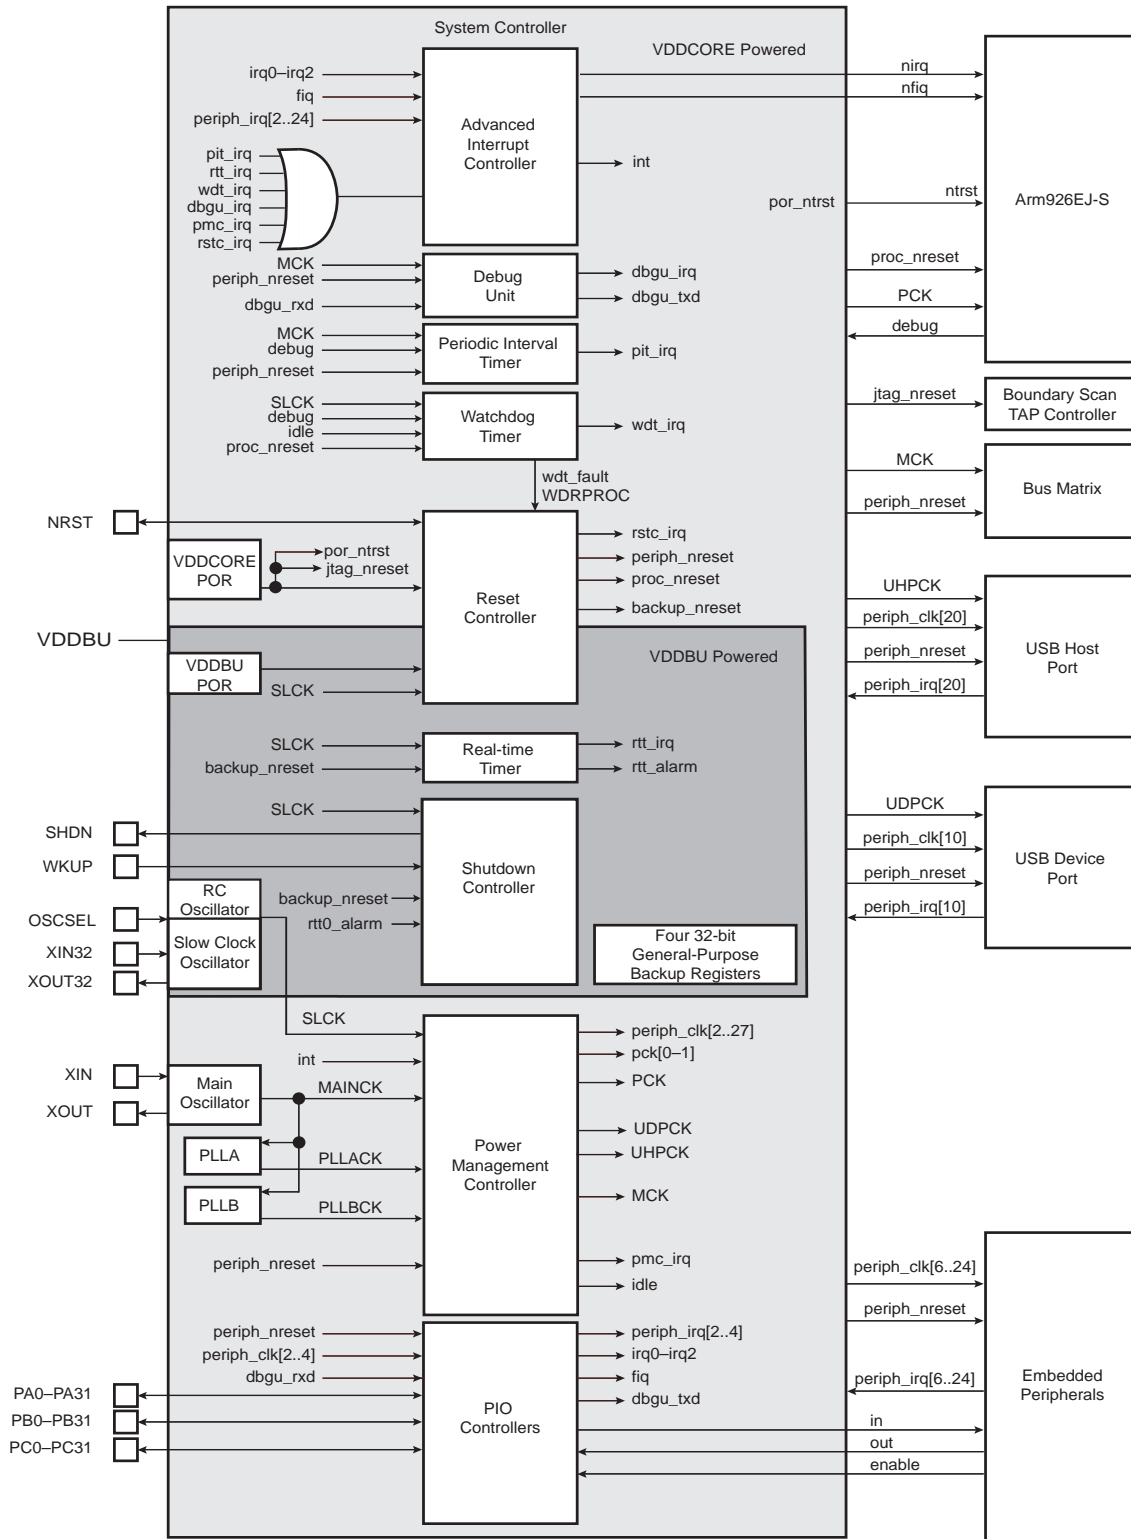 System Controller
VDDCORE Powered
irq0–irq2
fiq
periph_irq[2..24]
pit_irq
rtt_irq
wdt_irq
dbgu_irq
pmc_irq
rstc_irq
Advanced
Interrupt
Controller
int
nirq
nfiq
por_ntrst
ntrst
proc_nreset
PCK
debug
Arm926EJ-S
MCK
periph_nreset
dbgu_rxd
Debug
Unit
dbgu_irq
dbgu_txd
MCK
debug
periph_nreset
Periodic Interval
Timer
pit_irq
SLCK
debug
idle
proc_nreset
Watchdog
Timer
wdt_irq
jtag_nreset
Boundary Scan
TAP Controller
wdt_fault
WDRPROC
MCK
periph_nreset
Bus Matrix
NRST
VDDCORE
POR
por_ntrst
jtag_nreset
Reset
Controller
rstc_irq
periph_nreset
proc_nreset
backup_nreset
VDDBU
VDDBU Powered
VDDBU
POR
SLCK
UHPCK
periph_clk[20]
periph_nreset
periph_irq[20]
USB Host
Port
SLCK
backup_nreset
Real-time
Timer
rtt_irq
rtt_alarm
SLCK
SHDN
WKUP
backup_nreset
rtt0_alarm
Shutdown
Controller
UDPCK
periph_clk[10]
periph_nreset
periph_irq[10]
USB Device
Port
RC
Oscillator
OSCSEL
XIN32
XOUT32
Slow Clock
Oscillator
Four 32-bit
General-Purpose
Backup Registers
SLCK
int
XIN
XOUT
Main
Oscillator
MAINCK
PLLA
PLLACK
PLLB
PLLBCK
periph_nreset
Power
Management
Controller
periph_clk[2..27]
pck[0–1]
PCK
UDPCK
UHPCK
MCK
pmc_irq
idle
periph_nreset
periph_clk[2..4]
dbgu_rxd
PA0–PA31
PB0–PB31
PC0–PC31
PIO
Controllers
periph_irq[2..4]
irq0–irq2
fiq
dbgu_txd
periph_clk[6..24]
periph_nreset
periph_irq[6..24]
in
out
enable
Embedded
Peripherals